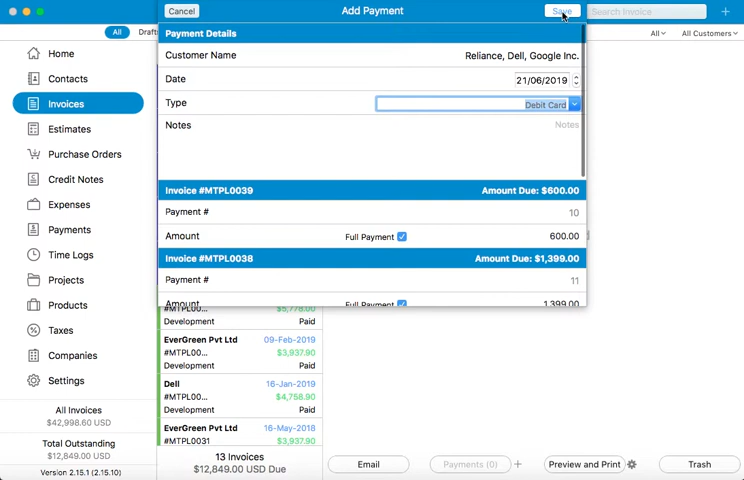 Cancel
Add Payment
Save
Search Invoice
All
Drafts
All
All Customers
Home
Contacts
Invoices
Estimates
Purchase Orders
Credit Notes
Expenses
Payments
Time Logs
Projects
Products
Taxes
Companies
Settings
All Invoices
$42,998.60 USD
Total Outstanding
$12,849.00 USD
Version 2.15.1 (2.15.10)
Payment Details
Customer Name Reliance, Dell, Google Inc.
Date 21/06/2019
Type Debit Card
Notes Notes
Invoice #MTPL0039 Amount Due: $600.00
Payment # 10
Amount Full Payment 600.00
Invoice #MTPL0038 Amount Due: $1,399.00
Payment # 11
Amount Full Payment 1,399.00
#MTPL00... $5,778.00
Development Paid
EverGreen Pvt Ltd 09-Feb-2019
#MTPL00... $3,937.90
Development Paid
Dell 16-Jan-2019
#MTPL00... $4,758.90
Development Paid
EverGreen Pvt Ltd 16-May-2018
#MTPL0031 $3,937.90
13 Invoices
$12,849.00 USD Due
Email
Payments (0)
Preview and Print
Trash